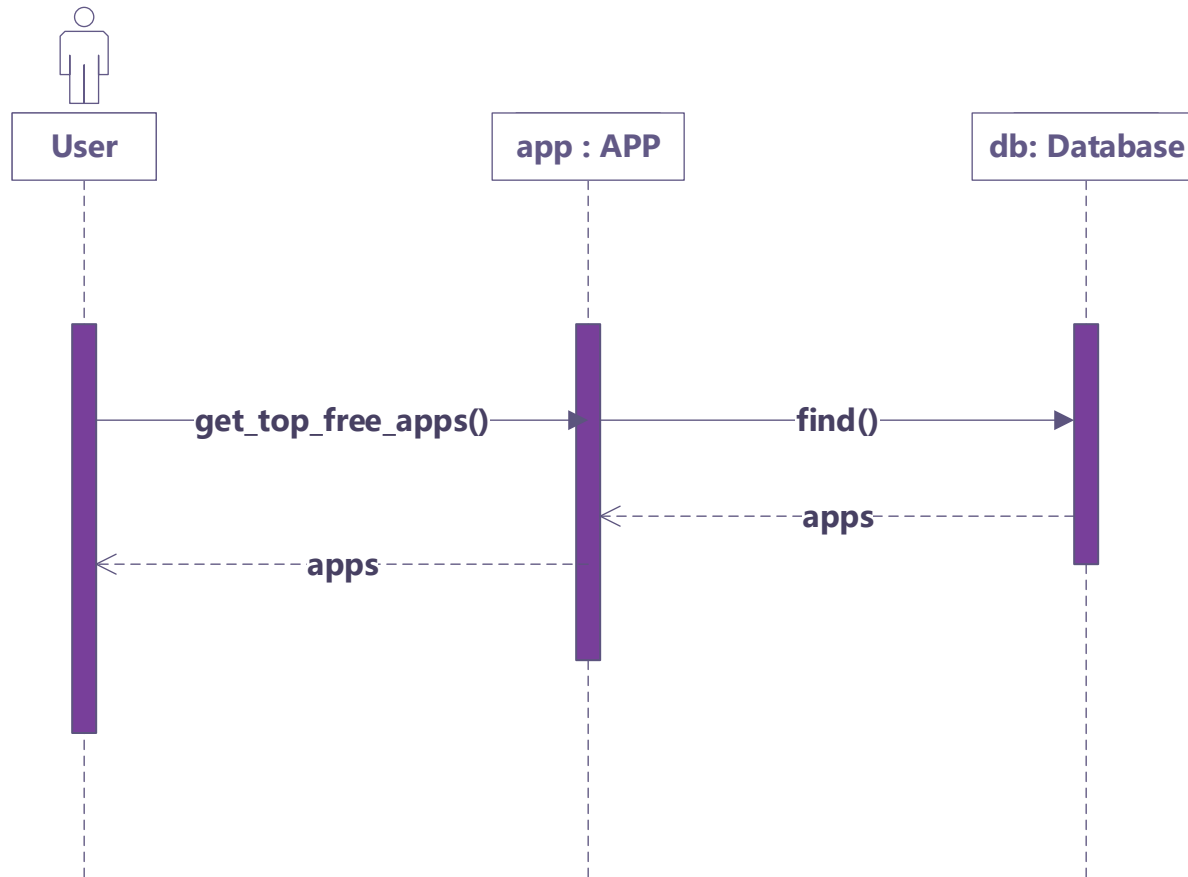 User
app : APP
db: Database
get_top_free_apps()
find()
apps
apps